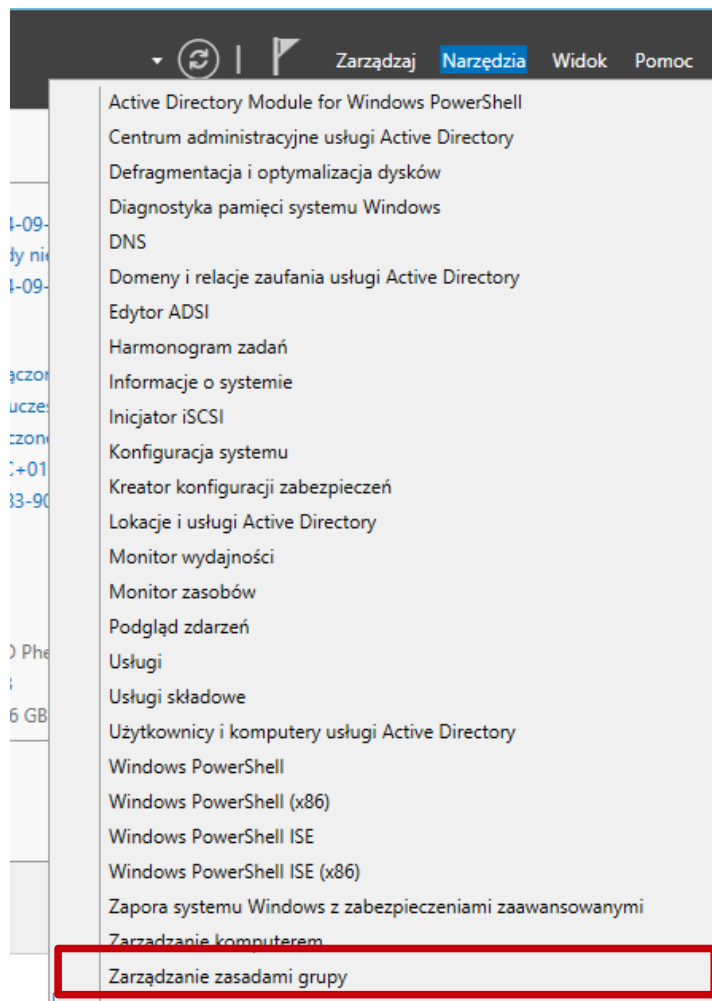 Zarządzaj Narzędzia Widok Pomoc
Active Directory Module for Windows PowerShell
Centrum administracyjne usługi Active Directory
Defragmentacja i optymalizacja dysków
Diagnostyka pamięci systemu Windows
DNS
Domeny i relacje zaufania usługi Active Directory
Edytor ADSI
Harmonogram zadań
Informacje o systemie
Inicjator iSCSI
Konfiguracja systemu
Kreator konfiguracji zabezpieczeń
Lokacje i usługi Active Directory
Monitor wydajności
Monitor zasobów
Podgląd zdarzeń
Usługi
Usługi składowe
Użytkownicy i komputery usługi Active Directory
Windows PowerShell
Windows PowerShell (x86)
Windows PowerShell ISE
Windows PowerShell ISE (x86)
Zapora systemu Windows z zabezpieczeniami zaawansowanymi
Zarządzanie komputerem
Zarządzanie zasadami grupy